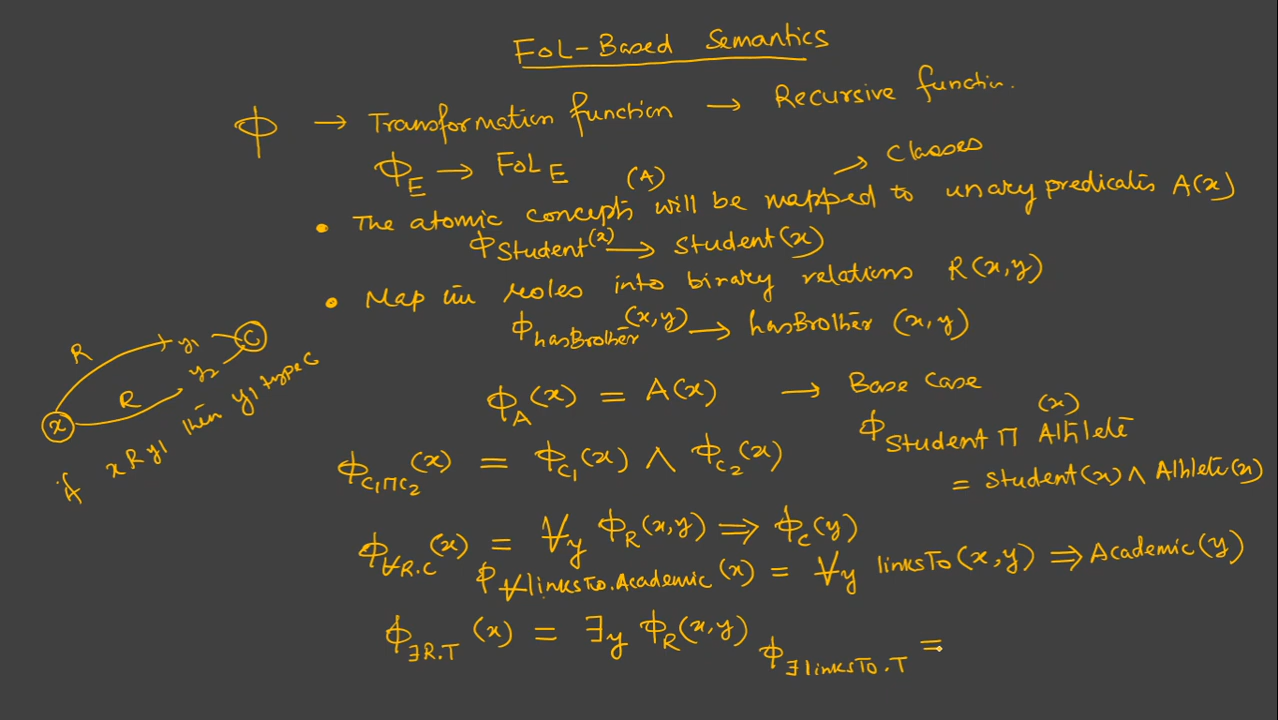 FOL-Based Semantics
Φ → Transformation function → Recursive function.
Φ_E → FOL_E
(A) → Classes
• The atomic concepts will be mapped to unary predicates A(x)
Φ_Student(x) → Student(x)
• Map the roles into binary relations R(x,y)
Φ_hasBrother(x,y) → hasBrother (x,y)
R y1 C
R y2
x
if xRy1 then y1 type C
Φ_A(x) = A(x) → Base Case
Φ_Student ⊓ Athlete (x)
= Student(x) ∧ Athlete(x)
Φ_C1⊓C2(x) = Φ_C1(x) ∧ Φ_C2(x)
Φ_∀R.C(x) = ∀y Φ_R(x,y) ⇒ Φ_C(y)
Φ_∀linksTo.Academic(x) = ∀y linksTo(x,y) ⇒ Academic(y)
Φ_∃R.T(x) = ∃y Φ_R(x,y)
Φ_∃linksTo.T =